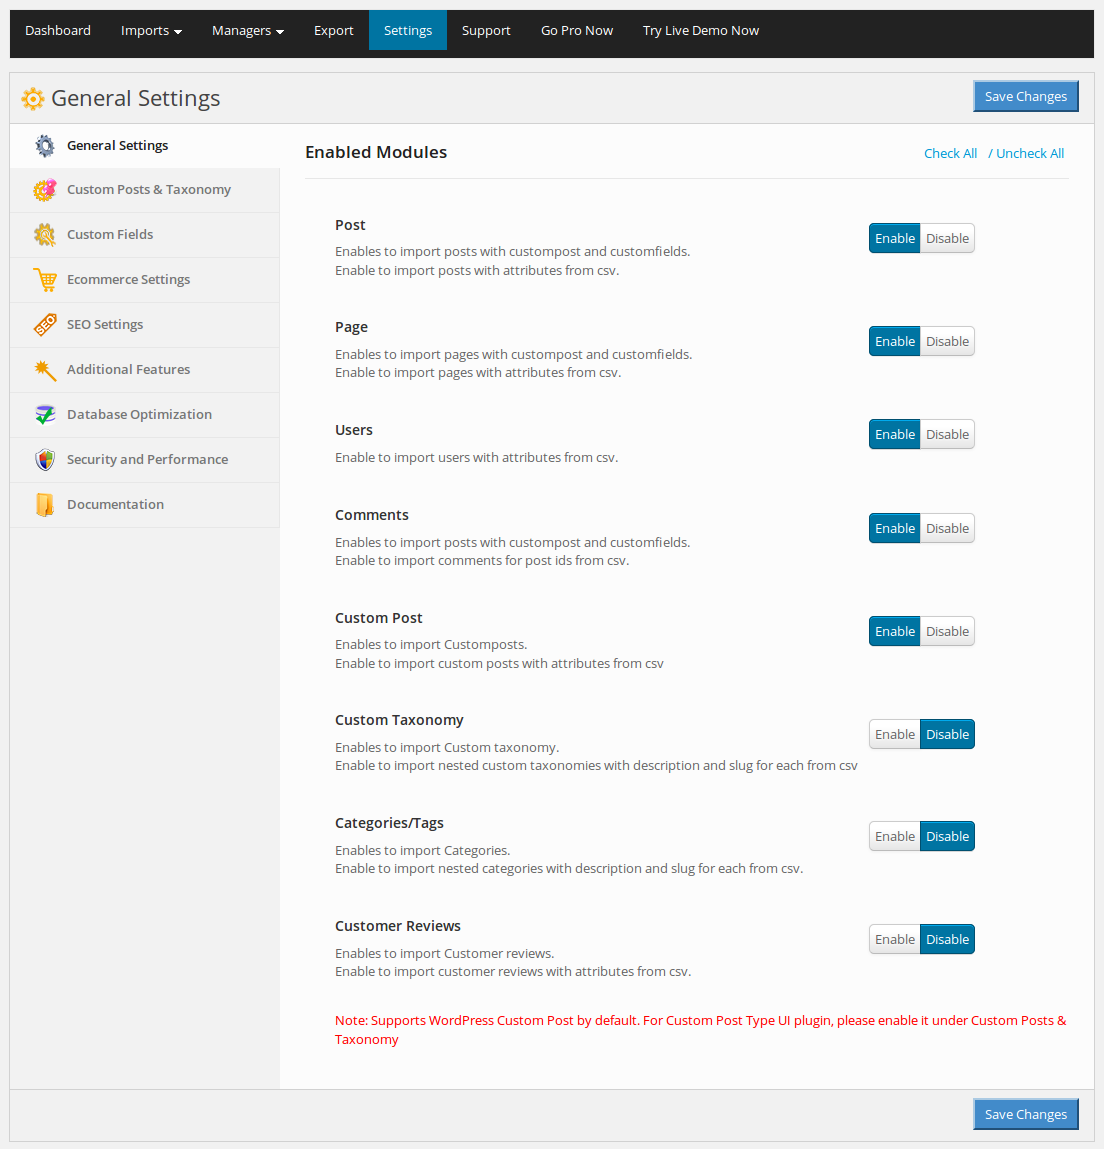 Dashboard Imports Managers Export Settings Support Go Pro Now Try Live Demo Now
General Settings Save Changes
General Settings
Custom Posts & Taxonomy
Custom Fields
Ecommerce Settings
SEO
SEO Settings
Additional Features
Database Optimization
Security and Performance
Documentation
Enabled Modules Check All / Uncheck All
Post
Enables to import posts with custompost and customfields.
Enable to import posts with attributes from csv.
Enable Disable
Page
Enables to import pages with custompost and customfields.
Enable to import pages with attributes from csv.
Enable Disable
Users
Enable to import users with attributes from csv.
Enable Disable
Comments
Enables to import posts with custompost and customfields.
Enable to import comments for post ids from csv.
Enable Disable
Custom Post
Enables to import Customposts.
Enable to import custom posts with attributes from csv
Enable Disable
Custom Taxonomy
Enables to import Custom taxonomy.
Enable to import nested custom taxonomies with description and slug for each from csv
Enable Disable
Categories/Tags
Enables to import Categories.
Enable to import nested categories with description and slug for each from csv.
Enable Disable
Customer Reviews
Enables to import Customer reviews.
Enable to import customer reviews with attributes from csv.
Enable Disable
Note: Supports WordPress Custom Post by default. For Custom Post Type UI plugin, please enable it under Custom Posts &
Taxonomy
Save Changes